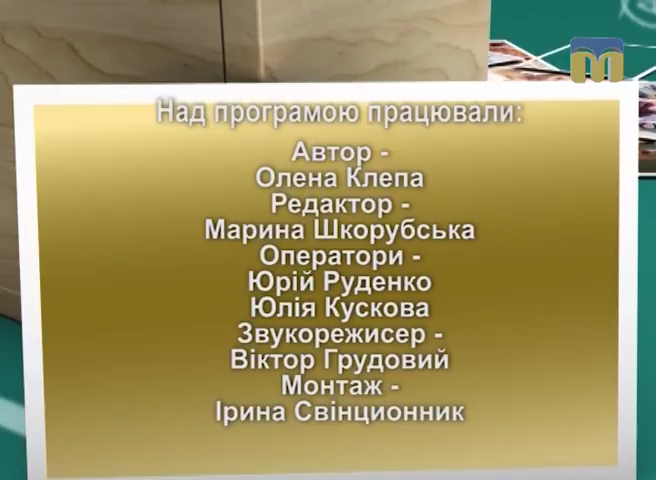 Над програмою працювали:
Автор -
Олена Клепа
Редактор -
Марина Шкорубська
Оператори -
Юрій Руденко
Юлія Кускова
Звукорежисер -
Віктор Грудовий
Монтаж -
Ірина Свінционник